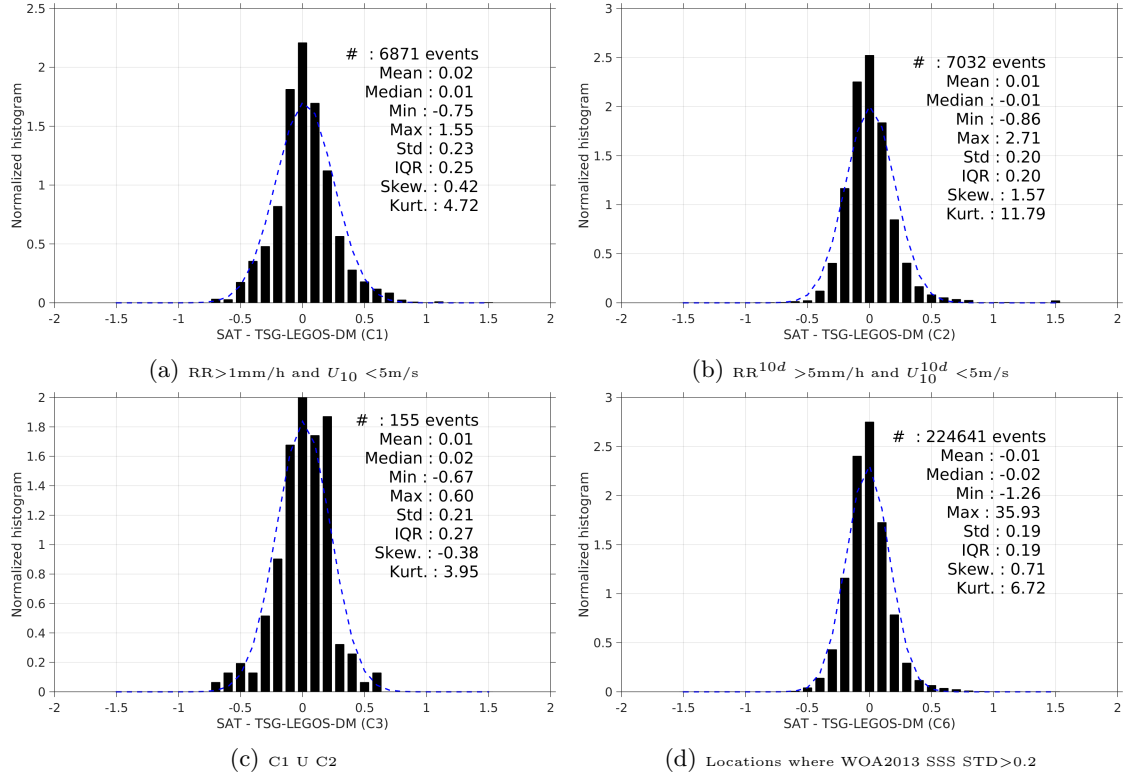 2.5
2
1.5
1
0.5
0
Normalized histogram
# : 6871 events
Mean : 0.02
Median : 0.01
Min : -0.75
Max : 1.55
Std : 0.23
IQR : 0.25
Skew. : 0.42
Kurt. : 4.72
-2 -1.5 -1 -0.5 0 0.5 1 1.5 2
SAT - TSG-LEGOS-DM (C1)
(a) RR>1mm/h and U10 <5m/s
3
2.5
2
1.5
1
0.5
0
Normalized histogram
# : 7032 events
Mean : 0.01
Median : -0.01
Min : -0.86
Max : 2.71
Std : 0.20
IQR : 0.20
Skew. : 1.57
Kurt. : 11.79
-2 -1.5 -1 -0.5 0 0.5 1 1.5 2
SAT - TSG-LEGOS-DM (C2)
(b) RR10d >5mm/h and U10 10d <5m/s
2
1.8
1.6
1.4
1.2
1
0.8
0.6
0.4
0.2
0
Normalized histogram
# : 155 events
Mean : 0.01
Median : 0.02
Min : -0.67
Max : 0.60
Std : 0.21
IQR : 0.27
Skew. : -0.38
Kurt. : 3.95
-2 -1.5 -1 -0.5 0 0.5 1 1.5 2
SAT - TSG-LEGOS-DM (C3)
(c) C1 U C2
3
2.5
2
1.5
1
0.5
0
Normalized histogram
# : 224641 events
Mean : -0.01
Median : -0.02
Min : -1.26
Max : 35.93
Std : 0.19
IQR : 0.19
Skew. : 0.71
Kurt. : 6.72
-2 -1.5 -1 -0.5 0 0.5 1 1.5 2
SAT - TSG-LEGOS-DM (C6)
(d) Locations where WOA2013 SSS STD>0.2